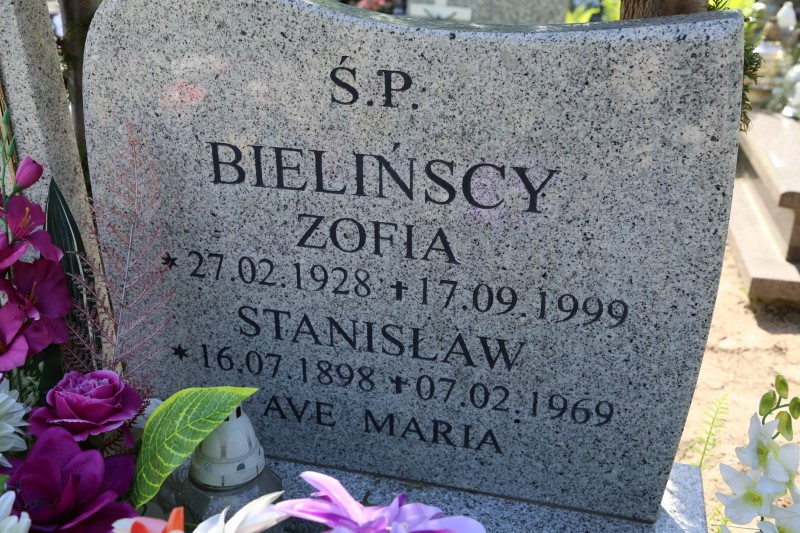 Ś.P.
BIELIŃSCY
ZOFIA
* 27.02.1928 ✝ 17.09.1999
STANISŁAW
* 16.07.1898 ✝ 07.02.1969
AVE MARIA